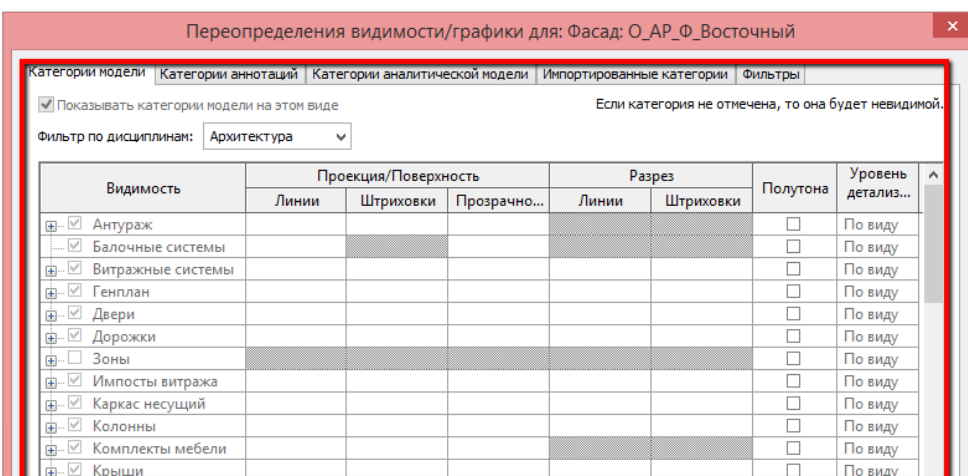 Переопределения видимости/графики для: Фасад: О_АР_Ф_Восточный
Категории модели Категории аннотаций Категории аналитической модели Импортированные категории Фильтры
Показывать категории модели на этом виде Если категория не отмечена, то она будет невидимой.
Фильтр по дисциплинам: Архитектура
Видимость Проекция/Поверхность Разрез Полутона Уровень детализ...
Линии Штриховки Прозрачно... Линии Штриховки
Антураж По виду
Балочные системы По виду
Витражные системы По виду
Генплан По виду
Двери По виду
Дорожки По виду
Зоны По виду
Импосты витража По виду
Каркас несущий По виду
Колонны По виду
Комплекты мебели По виду
Крыши По виду